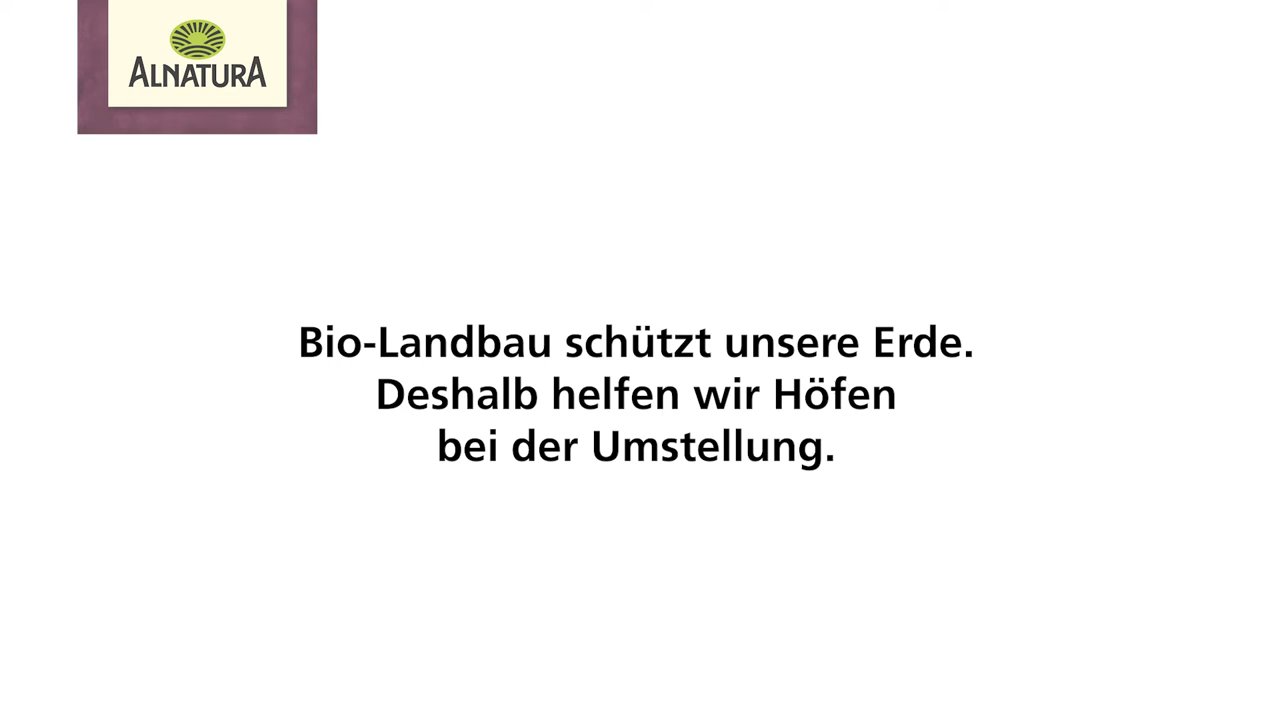 ALNATURA
Bio-Landbau schützt unsere Erde.
Deshalb helfen wir Höfen
bei der Umstellung.